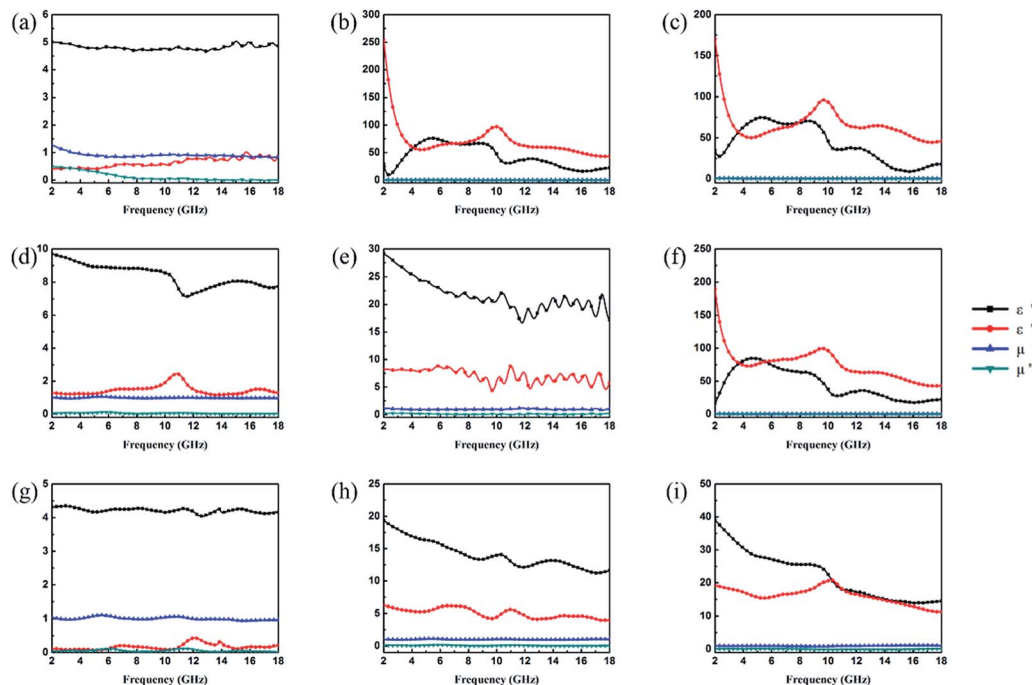 (a) 6 5 4 3 2 1 0
2 4 6 8 10 12 14 16 18
Frequency (GHz)
(b) 300 250 200 150 100 50 0
2 4 6 8 10 12 14 16 18
Frequency (GHz)
(c) 200 150 100 50 0
2 4 6 8 10 12 14 16 18
Frequency (GHz)
(d) 10 8 6 4 2 0
2 4 6 8 10 12 14 16 18
Frequency (GHz)
(e) 30 25 20 15 10 5 0
2 4 6 8 10 12 14 16 18
Frequency (GHz)
(f) 250 200 150 100 50 0
2 4 6 8 10 12 14 16 18
Frequency (GHz)
ε '
ε '
μ
μ "
(g) 5 4 3 2 1 0
2 4 6 8 10 12 14 16 18
Frequency (GHz)
(h) 25 20 15 10 5 0
2 4 6 8 10 12 14 16 18
Frequency (GHz)
(i) 50 40 30 20 10 0
2 4 6 8 10 12 14 16 18
Frequency (GHz)